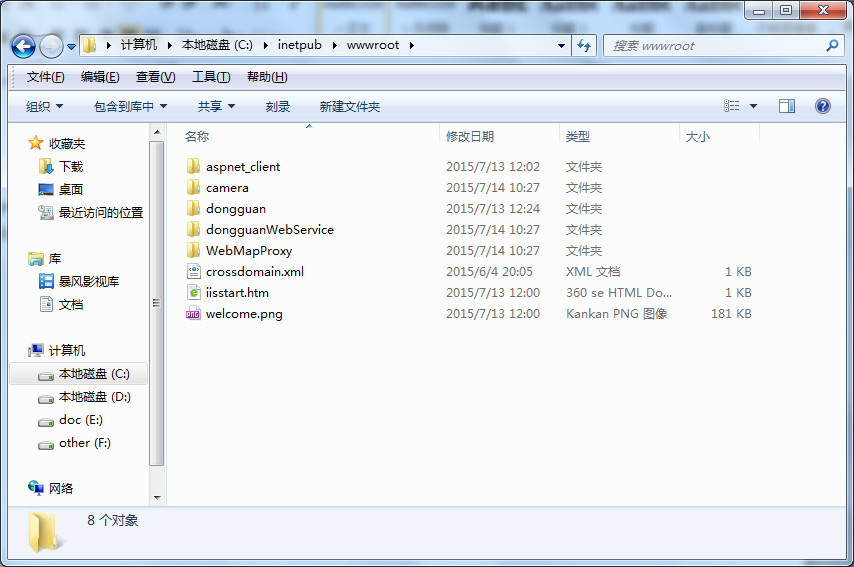 计算机 本地磁盘 (C:) inetpub wwwroot
搜索 wwwroot
文件(F) 编辑(E) 查看(V) 工具(T) 帮助(H)
组织 包含到库中 共享 刻录 新建文件夹
名称 修改日期 类型 大小
收藏夹
下载
桌面
最近访问的位置
库
暴风影视库
文档
计算机
本地磁盘 (C:)
本地磁盘 (D:)
doc (E:)
other (F:)
网络
aspnet_client 2015/7/13 12:02 文件夹
camera 2015/7/14 10:27 文件夹
dongguan 2015/7/13 12:24 文件夹
dongguanWebService 2015/7/14 10:27 文件夹
WebMapProxy 2015/7/14 10:27 文件夹
crossdomain.xml 2015/6/4 20:05 XML 文档 1 KB
iisstart.htm 2015/7/13 12:00 360 se HTML Do... 1 KB
welcome.png 2015/7/13 12:00 Kankan PNG 图像 181 KB
8 个对象